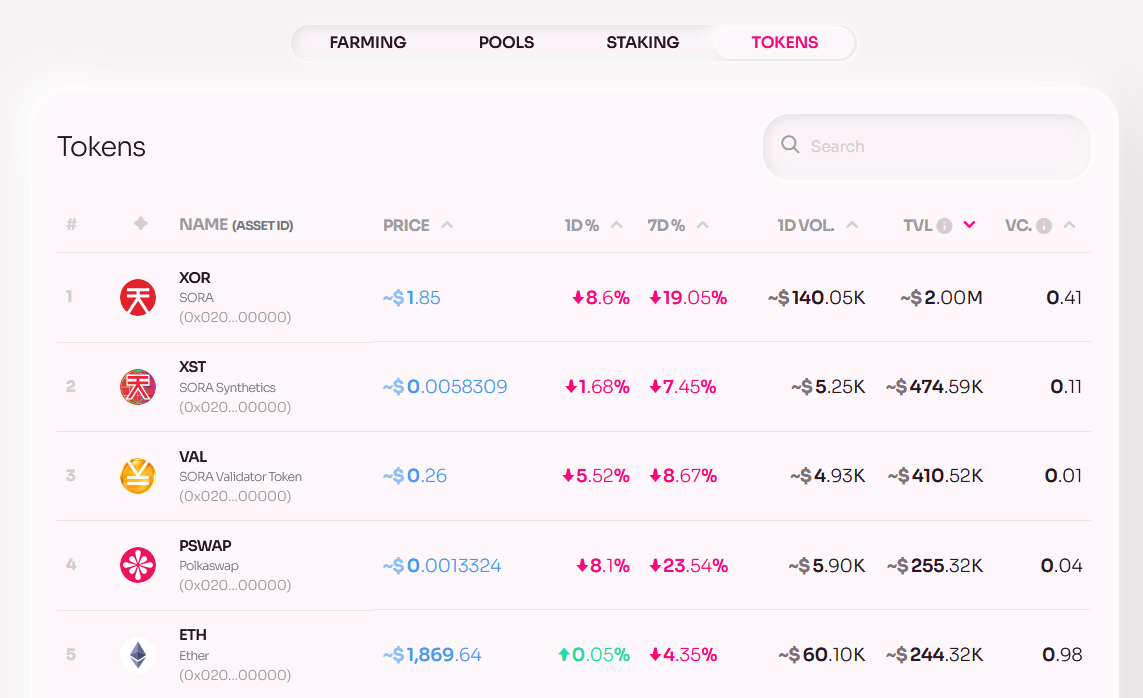 FARMING POOLS STAKING TOKENS
Tokens
Search
# NAME (ASSET ID) PRICE 1D % 7D % 1D VOL. TVL i VC. i
1 XOR ~$1.85 8.6% 19.05% ~$140.05K ~$2.00M 0.41
SORA
(0x020...00000)
2 XST ~$0.0058309 1.68% 7.45% ~$5.25K ~$474.59K 0.11
SORA Synthetics
(0x020...00000)
3 VAL ~$0.26 5.52% 8.67% ~$4.93K ~$410.52K 0.01
SORA Validator Token
(0x020...00000)
4 PSWAP ~$0.0013324 8.1% 23.54% ~$5.90K ~$255.32K 0.04
Polkaswap
(0x020...00000)
5 ETH ~$1,869.64 0.05% 4.35% ~$60.10K ~$244.32K 0.98
Ether
(0x020...00000)